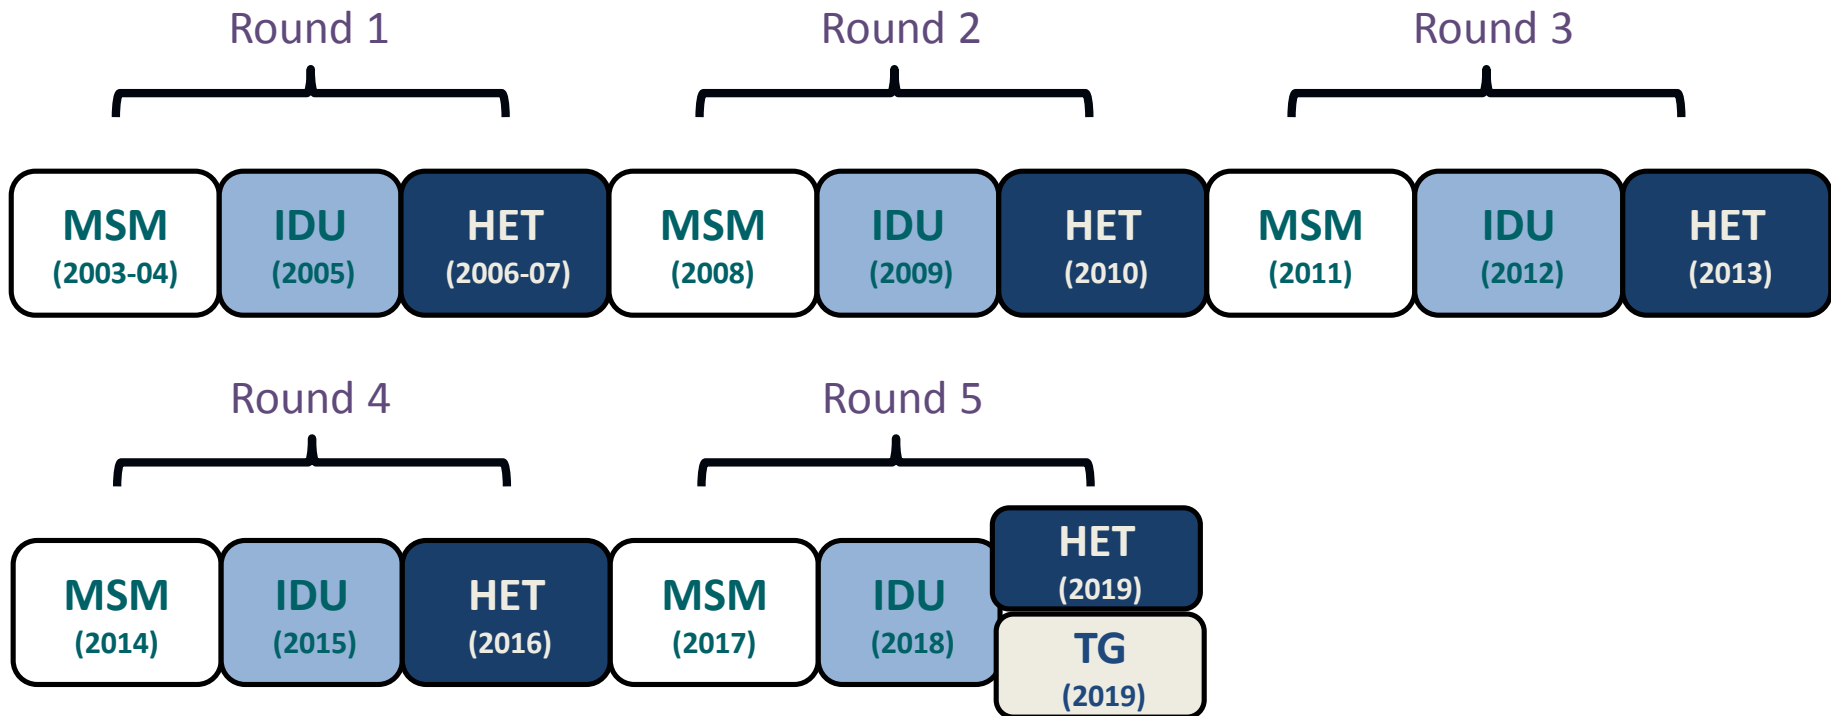 Round 1
Round 2
Round 3
MSM
(2003-04)
IDU
(2005)
HET
(2006-07)
MSM
(2008)
IDU
(2009)
HET
(2010)
MSM
(2011)
IDU
(2012)
HET
(2013)
Round 4
Round 5
MSM
(2014)
IDU
(2015)
HET
(2016)
MSM
(2017)
IDU
(2018)
HET
(2019)
TG
(2019)